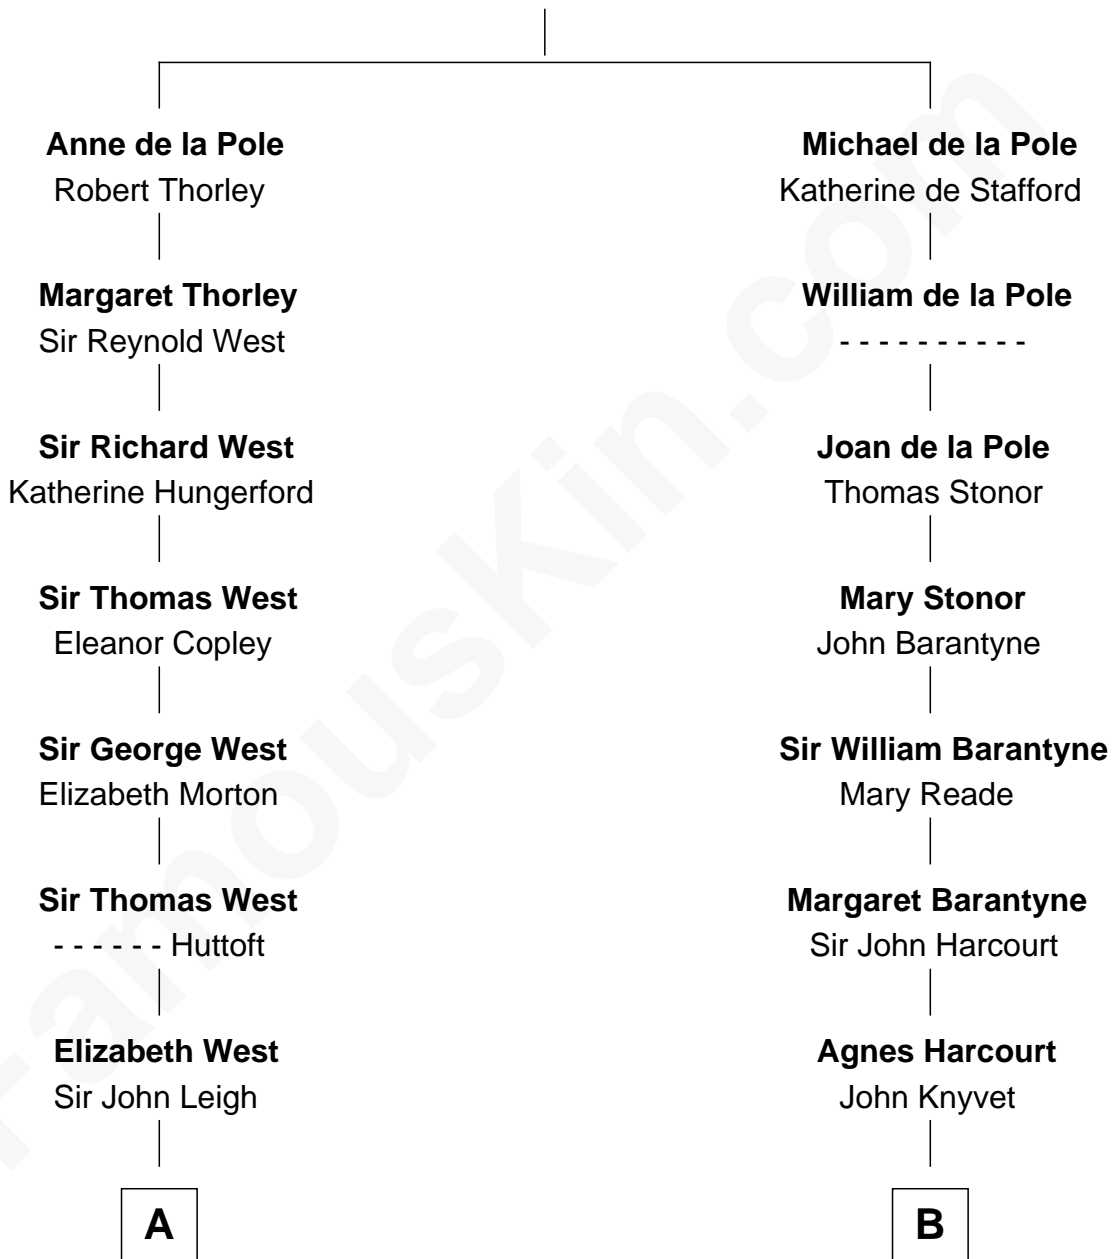 Anne de la Pole
Robert Thorley
Margaret Thorley
Sir Reynold West
Sir Richard West
Katherine Hungerford
Sir Thomas West
Eleanor Copley
Sir George West
Elizabeth Morton
Sir Thomas West
- - - - - - Huttoft
Elizabeth West
Sir John Leigh
A
Michael de la Pole
Katherine de Stafford
William de la Pole
- - - - - - - - - -
Joan de la Pole
Thomas Stonor
Mary Stonor
John Barantyne
Sir William Barantyne
Mary Reade
Margaret Barantyne
Sir John Harcourt
Agnes Harcourt
John Knyvet
B
FamousKin.com